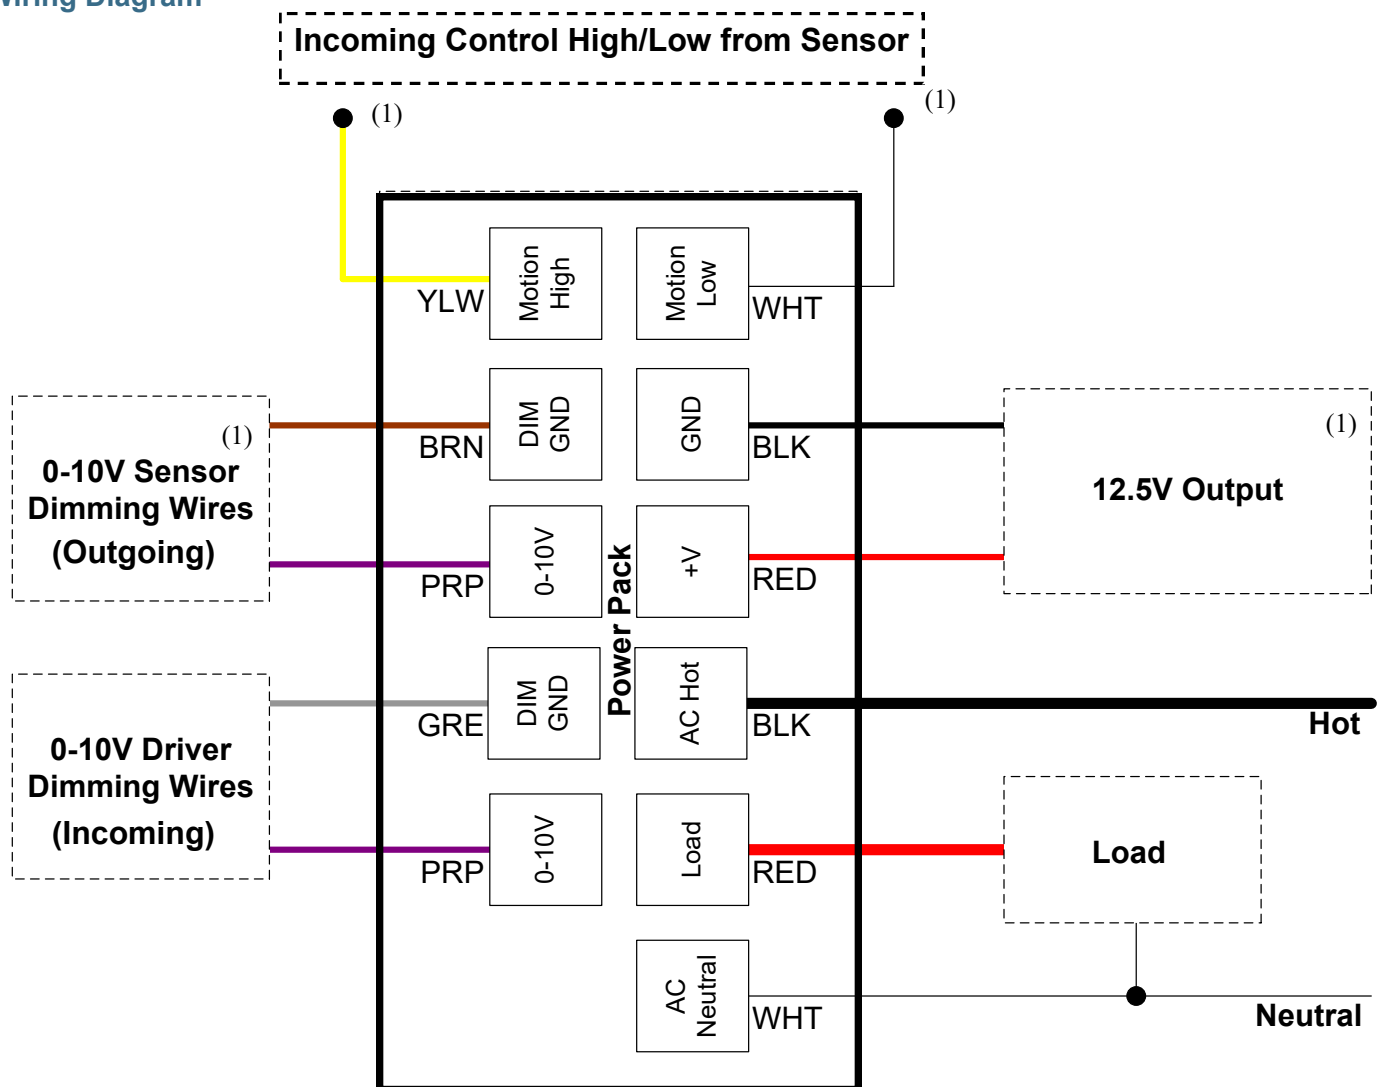 Wiring Diagram
Incoming Control High/Low from Sensor
(1)
(1)
Motion
High
YLW
Motion
Low
WHT
(1)
0-10V Sensor
Dimming Wires
(Outgoing)
BRN
DIM
GND
GND
BLK
(1)
12.5V Output
PRP
0-10V
Power Pack
+V
RED
0-10V Driver
Dimming Wires
(Incoming)
GRE
DIM
GND
AC Hot
BLK
Hot
PRP
0-10V
Load
RED
Load
AC
Neutral
WHT
Neutral